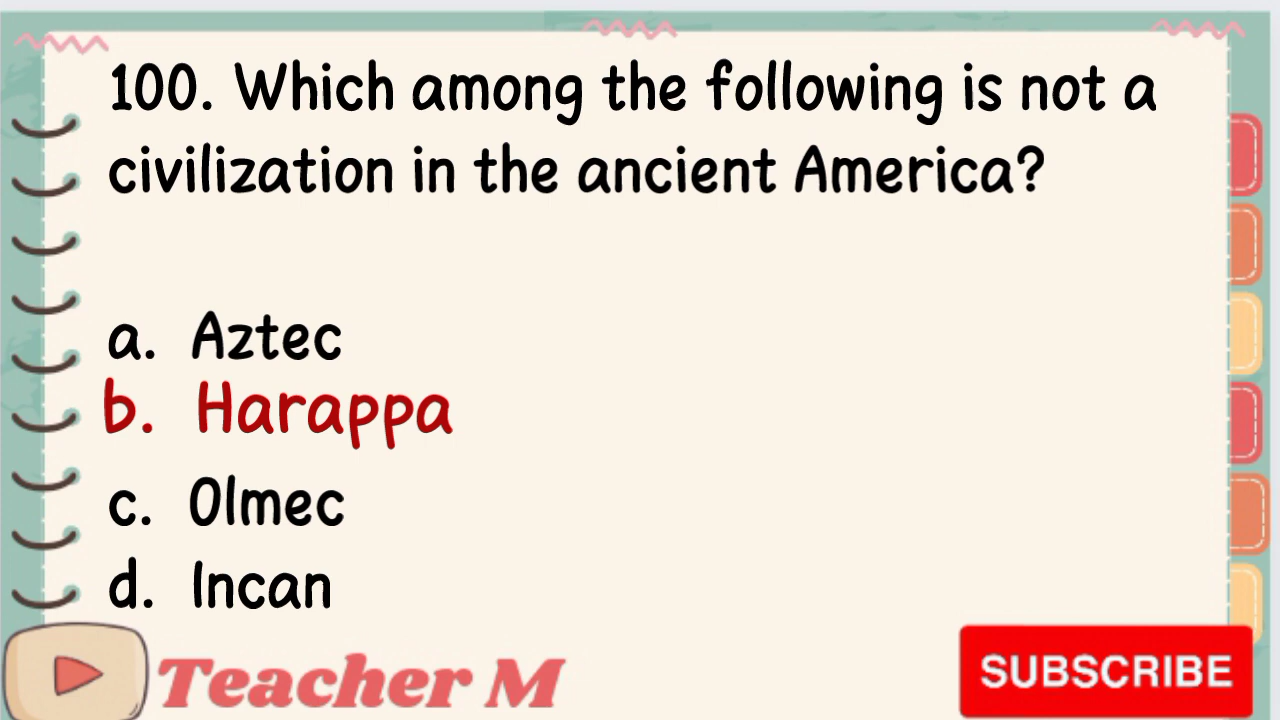 100. Which among the following is not a
civilization in the ancient America?
a. Aztec
b. Harappa
c. Olmec
d. Incan
Teacher M
SUBSCRIBE